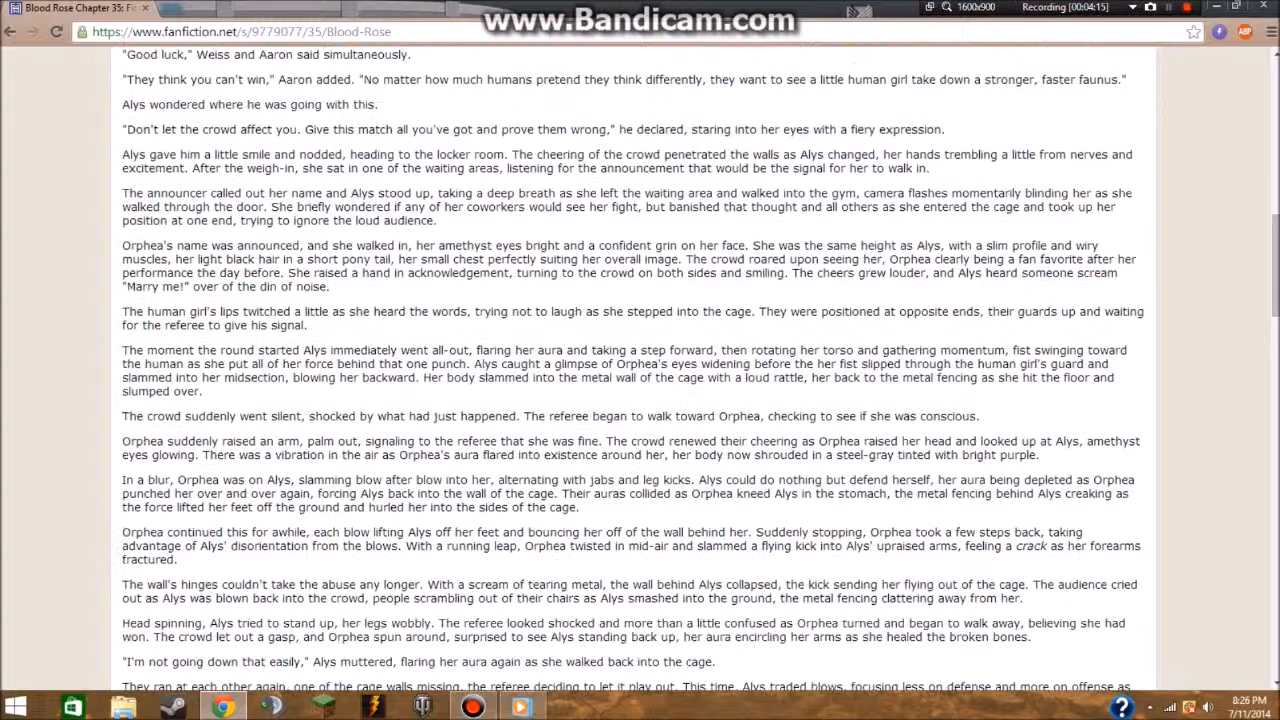 Blood Rose Chapter 35: Fi
www.Bandicam.com
1600x900
Recording [00:04:15]
https://www.fanfiction.net/s/9779077/35/Blood-Rose
ABP
"Good luck," Weiss and Aaron said simultaneously.
"They think you can't win," Aaron added. "No matter how much humans pretend they think differently, they want to see a little human girl take down a stronger, faster faunus."
Alys wondered where he was going with this.
"Don't let the crowd affect you. Give this match all you've got and prove them wrong," he declared, staring into her eyes with a fiery expression.
Alys gave him a little smile and nodded, heading to the locker room. The cheering of the crowd penetrated the walls as Alys changed, her hands trembling a little from nerves and
excitement. After the weigh-in, she sat in one of the waiting areas, listening for the announcement that would be the signal for her to walk in.
The announcer called out her name and Alys stood up, taking a deep breath as she left the waiting area and walked into the gym, camera flashes momentarily blinding her as she
walked through the door. She briefly wondered if any of her coworkers would see her fight, but banished that thought and all others as she entered the cage and took up her
position at one end, trying to ignore the loud audience.
Orphea's name was announced, and she walked in, her amethyst eyes bright and a confident grin on her face. She was the same height as Alys, with a slim profile and wiry
muscles, her light black hair in a short pony tail, her small chest perfectly suiting her overall image. The crowd roared upon seeing her, Orphea clearly being a fan favorite after her
performance the day before. She raised a hand in acknowledgement, turning to the crowd on both sides and smiling. The cheers grew louder, and Alys heard someone scream
"Marry me!" over of the din of noise.
The human girl's lips twitched a little as she heard the words, trying not to laugh as she stepped into the cage. They were positioned at opposite ends, their guards up and waiting
for the referee to give his signal.
The moment the round started Alys immediately went all-out, flaring her aura and taking a step forward, then rotating her torso and gathering momentum, fist swinging toward
the human as she put all of her force behind that one punch. Alys caught a glimpse of Orphea's eyes widening before the her fist slipped through the human girl's guard and
slammed into her midsection, blowing her backward. Her body slammed into the metal wall of the cage with a loud rattle, her back to the metal fencing as she hit the floor and
slumped over.
The crowd suddenly went silent, shocked by what had just happened. The referee began to walk toward Orphea, checking to see if she was conscious.
Orphea suddenly raised an arm, palm out, signaling to the referee that she was fine. The crowd renewed their cheering as Orphea raised her head and looked up at Alys, amethyst
eyes glowing. There was a vibration in the air as Orphea's aura flared into existence around her, her body now shrouded in a steel-gray tinted with bright purple.
In a blur, Orphea was on Alys, slamming blow after blow into her, alternating with jabs and leg kicks. Alys could do nothing but defend herself, her aura being depleted as Orphea
punched her over and over again, forcing Alys back into the wall of the cage. Their auras collided as Orphea kneed Alys in the stomach, the metal fencing behind Alys creaking as
the force lifted her feet off the ground and hurled her into the sides of the cage.
Orphea continued this for awhile, each blow lifting Alys off her feet and bouncing her off of the wall behind her. Suddenly stopping, Orphea took a few steps back, taking
advantage of Alys' disorientation from the blows. With a running leap, Orphea twisted in mid-air and slammed a flying kick into Alys' upraised arms, feeling a crack as her forearms
fractured.
The wall's hinges couldn't take the abuse any longer. With a scream of tearing metal, the wall behind Alys collapsed, the kick sending her flying out of the cage. The audience cried
out as Alys was blown back into the crowd, people scrambling out of their chairs as Alys smashed into the ground, the metal fencing clattering away from her.
Head spinning, Alys tried to stand up, her legs wobbly. The referee looked shocked and more than a little confused as Orphea turned and began to walk away, believing she had
won. The crowd let out a gasp, and Orphea spun around, surprised to see Alys standing back up, her aura encircling her arms as she healed the broken bones.
"I'm not going down that easily," Alys muttered, flaring her aura again as she walked back into the cage.
They ran at each other again, one of the cage walls missing, the referee deciding to let it play out. This time, Alys traded blows, focusing less on defense and more on offense as
8:26 PM
7/11/2014